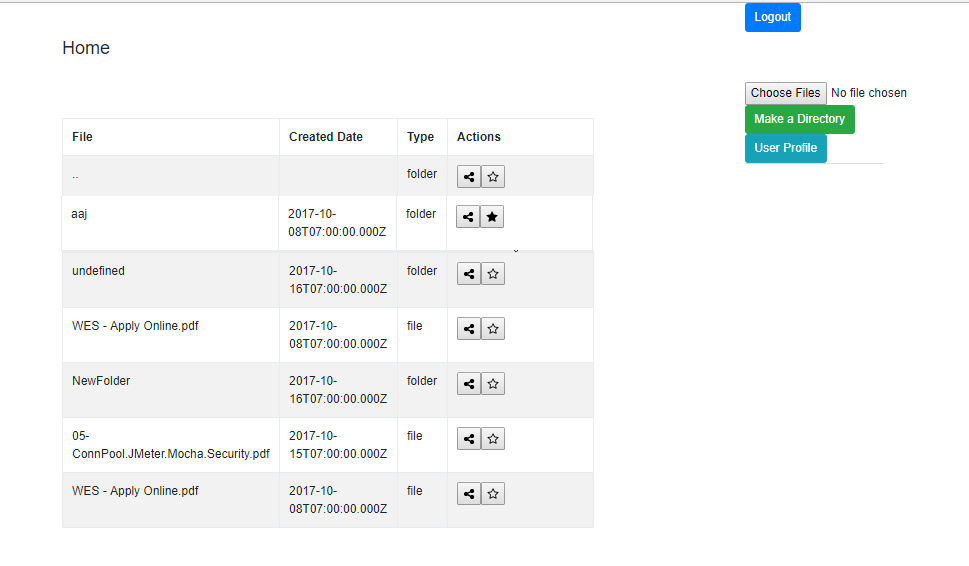 Logout
Home
Choose Files No file chosen
Make a Directory
User Profile
File Created Date Type Actions
.. folder
aaj 2017-10- folder
08T07:00:00.000Z
undefined 2017-10- folder
16T07:00:00.000Z
WES - Apply Online.pdf 2017-10- file
08T07:00:00.000Z
NewFolder 2017-10- folder
16T07:00:00.000Z
05- 2017-10- file
ConnPool.JMeter.Mocha.Security.pdf 15T07:00:00.000Z
WES - Apply Online.pdf 2017-10- file
08T07:00:00.000Z